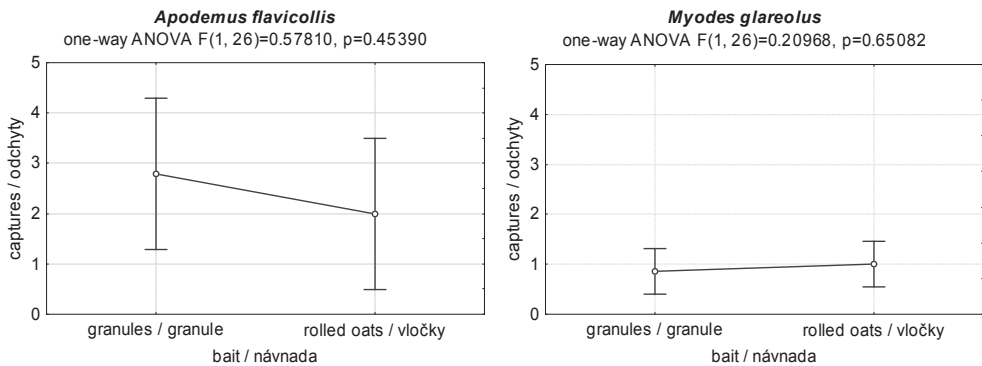 Apodemus flavicollis
one-way ANOVA F(1, 26)=0.57810, p=0.45390
5
4
3
2
1
0
captures / odchyty
granules / granule
rolled oats / vločky
bait / návnada
Myodes glareolus
one-way ANOVA F(1, 26)=0.20968, p=0.65082
5
4
3
2
1
0
captures / odchyty
granules / granule
rolled oats / vločky
bait / návnada